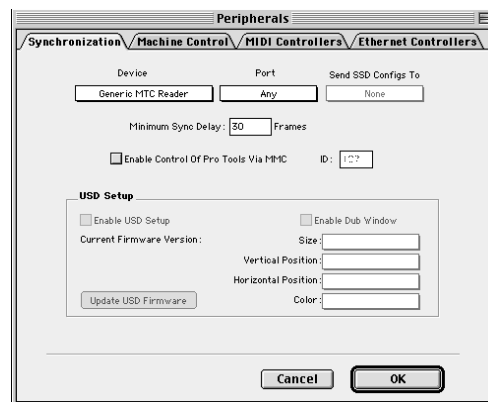 Peripherals
Synchronization Machine Control MIDI Controllers Ethernet Controllers
Device Port Send SSD Configs To
Generic MTC Reader Any None
Minimum Sync Delay: 30 Frames
Enable Control Of Pro Tools Via MMC ID: 127
USD Setup
Enable USD Setup Enable Dub Window
Current Firmware Version: Size:
Vertical Position:
Horizontal Position:
Update USD Firmware Color:
Cancel OK